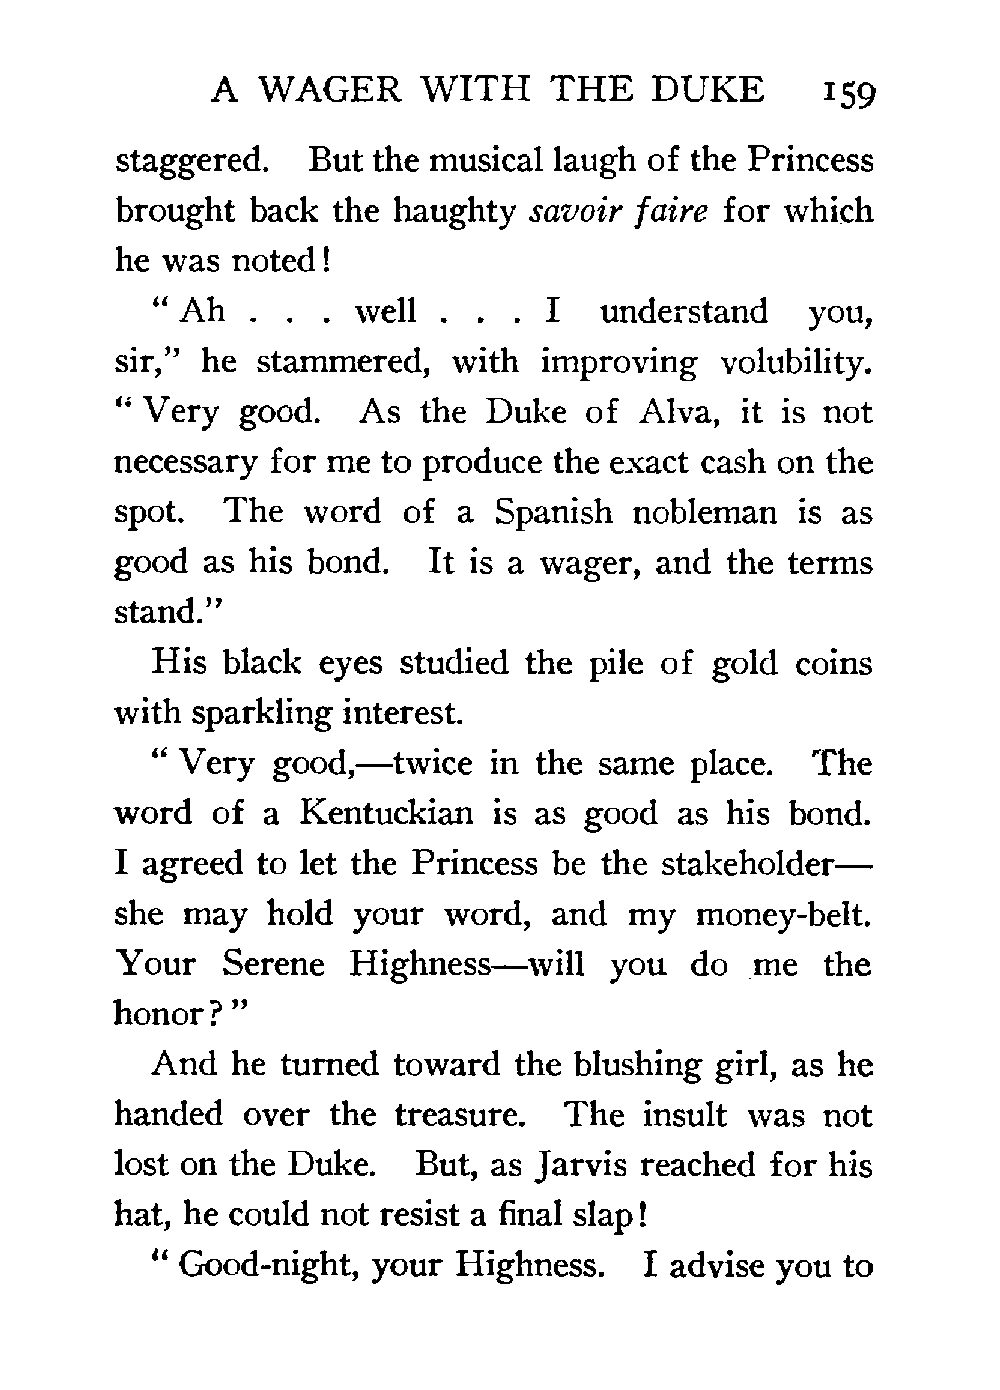 A WAGER WITH THE DUKE 159
staggered. But the musical laugh of the Princess
brought back the haughty savoir faire for which
he was noted!
“ Ah . . . well . . . I understand you,
sir,” he stammered, with improving volubility.
“ Very good. As the Duke of Alva, it is not
necessary for me to produce the exact cash on the
spot. The word of a Spanish nobleman is as
good as his bond. It is a wager, and the terms
stand.”
His black eyes studied the pile of gold coins
with sparkling interest.
“ Very good,—twice in the same place. The
word of a Kentuckian is as good as his bond.
I agreed to let the Princess be the stakeholder—
she may hold your word, and my money-belt.
Your Serene Highness—will you do me the
honor? ”
And he turned toward the blushing girl, as he
handed over the treasure. The insult was not
lost on the Duke. But, as Jarvis reached for his
hat, he could not resist a final slap!
“ Good-night, your Highness. I advise you to